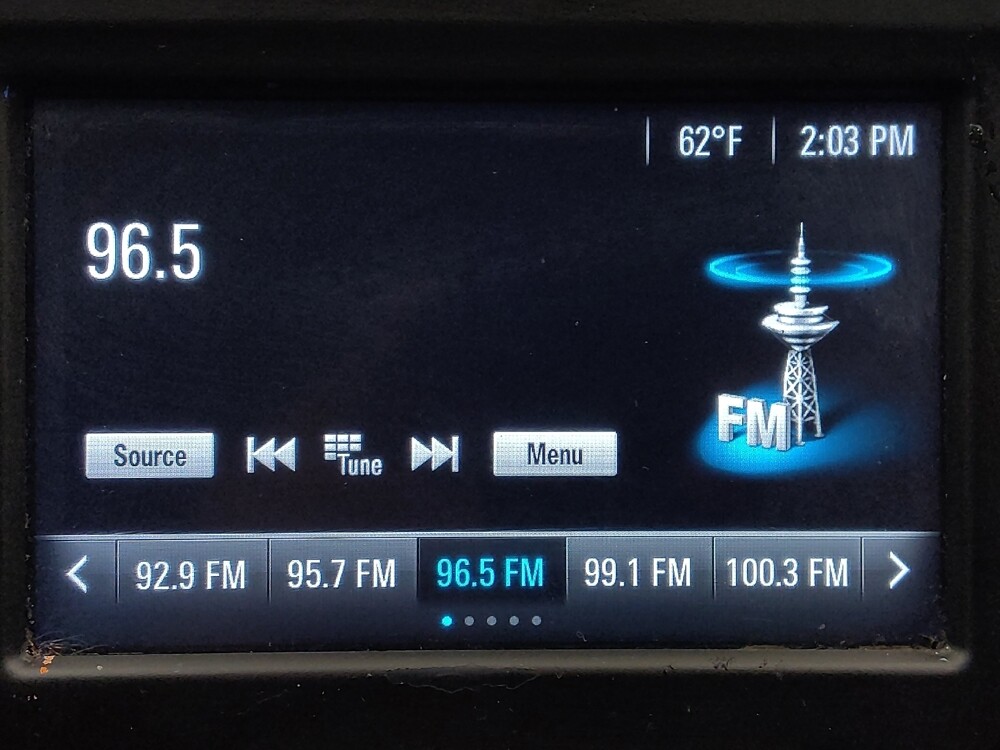 62°F 2:03 PM
96.5
FM
Source Tune Menu
92.9 FM 95.7 FM 96.5 FM 99.1 FM 100.3 FM